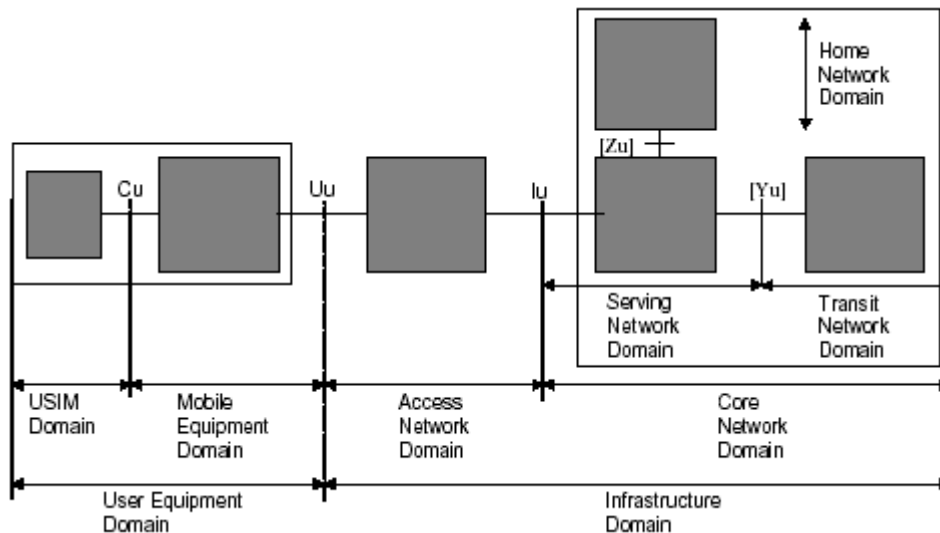 Home
Network
Domain
[Zu]
Cu
Uu
Iu
[Yu]
Serving
Network
Domain
Transit
Network
Domain
USIM
Domain
Mobile
Equipment
Domain
Access
Network
Domain
Core
Network
Domain
User Equipment
Domain
Infrastructure
Domain